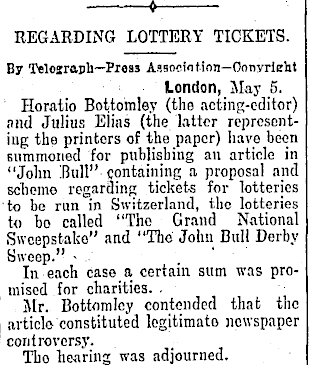 REGARDING LOTTERY TICKETS.
By Telegraph—Press Association—Copyright
London, May 5.
Horatio Bottomley (the acting-editor)
and Julius Elias (the latter represent-
ing the printers of the paper) have been
summoned for publishing an article in
"John Bull" containing a proposal and
scheme regarding tickets for lotteries
to be run in Switzerland, the lotteries
to be called "The Grand National
Sweepstake" and "The John Bull Derby
Sweep."
In each case a certain sum was pro-
mised for charities.
Mr. Bottomley contended that the
article constituted legitimate newspaper
controversy.
The hearing was adjourned.